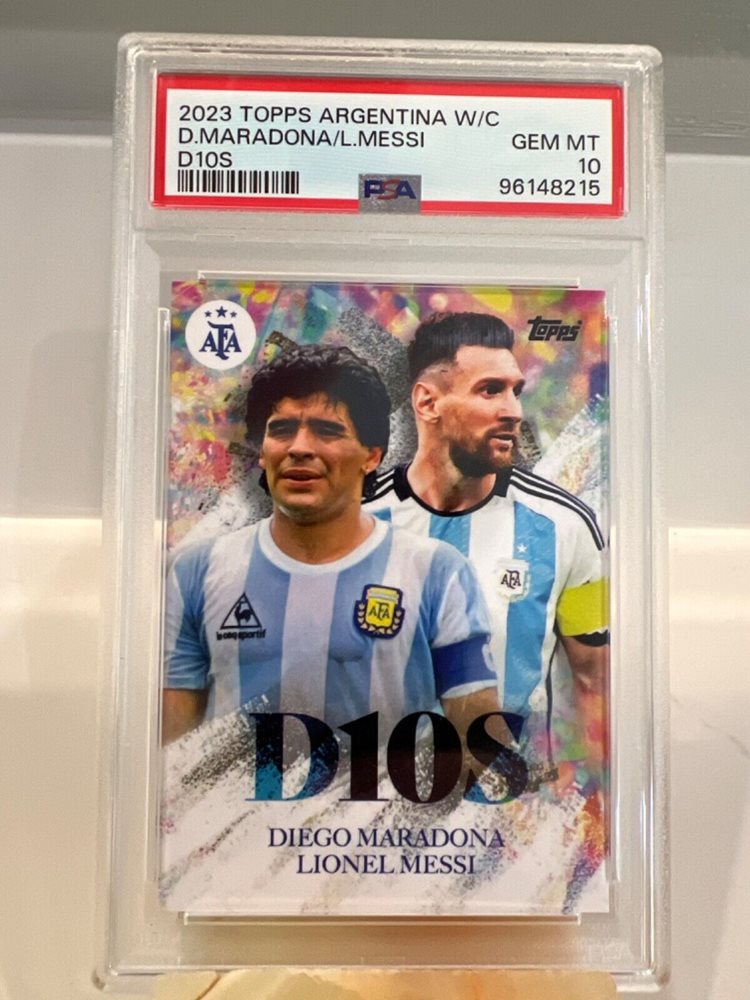 2023 TOPPS ARGENTINA W/C
D.MARADONA/L.MESSI GEM MT
D10S 10
PSA 96148215
AFA
Topps
AFA
AFA
le coq sportif
D10S
DIEGO MARADONA
LIONEL MESSI